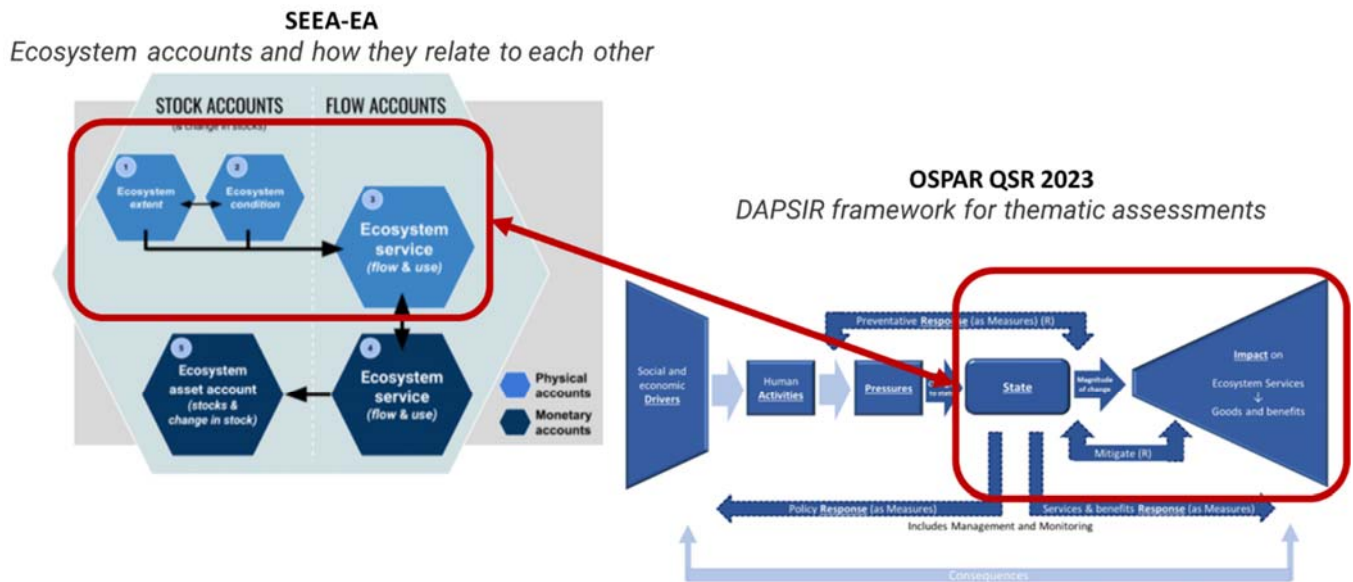 SEEA-EA
Ecosystem accounts and how they relate to each other
STOCK ACCOUNTS
(& change in stocks)
FLOW ACCOUNTS
1
Ecosystem
extent
2
Ecosystem
condition
3
Ecosystem
service
(flow & use)
5
Ecosystem
asset account
(stocks &
change in stock)
4
Ecosystem
service
(flow & use)
Physical
accounts
Monetary
accounts
OSPAR QSR 2023
DAPSIR framework for thematic assessments
Preventative Response (as Measures) (R)
Social and
economic
Drivers
Human
Activities
Pressures
to state
State
Magnitude
of change
Impact on
Ecosystem Services
↓
Goods and benefits
Mitigate (R)
Policy Response (as Measures)
Services & benefits Response (as Measures)
Includes Management and Monitoring
Consequences